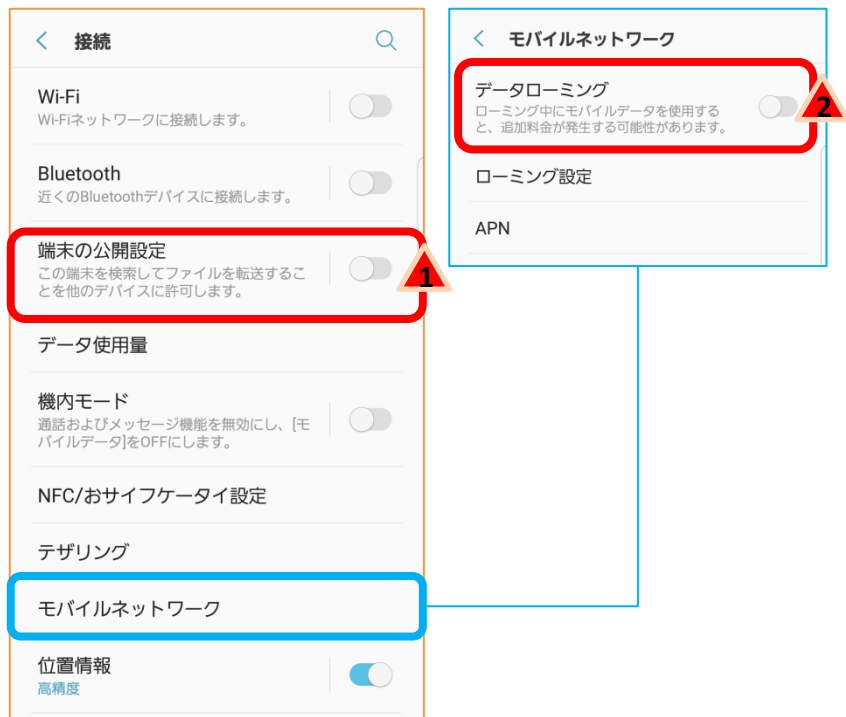 接続
Wi-Fi
Wi-Fiネットワークに接続します。
Bluetooth
近くのBluetoothデバイスに接続します。
端末の公開設定
この端末を検索してファイルを転送するこ
とを他のデバイスに許可します。
1
データ使用量
機内モード
通話およびメッセージ機能を無効にし、[モ
バイルデータ]をOFFにします。
NFC/おサイフケータイ設定
テザリング
モバイルネットワーク
位置情報
高精度
モバイルネットワーク
データローミング
ローミング中にモバイルデータを使用する
と、追加料金が発生する可能性があります。
2
ローミング設定
APN